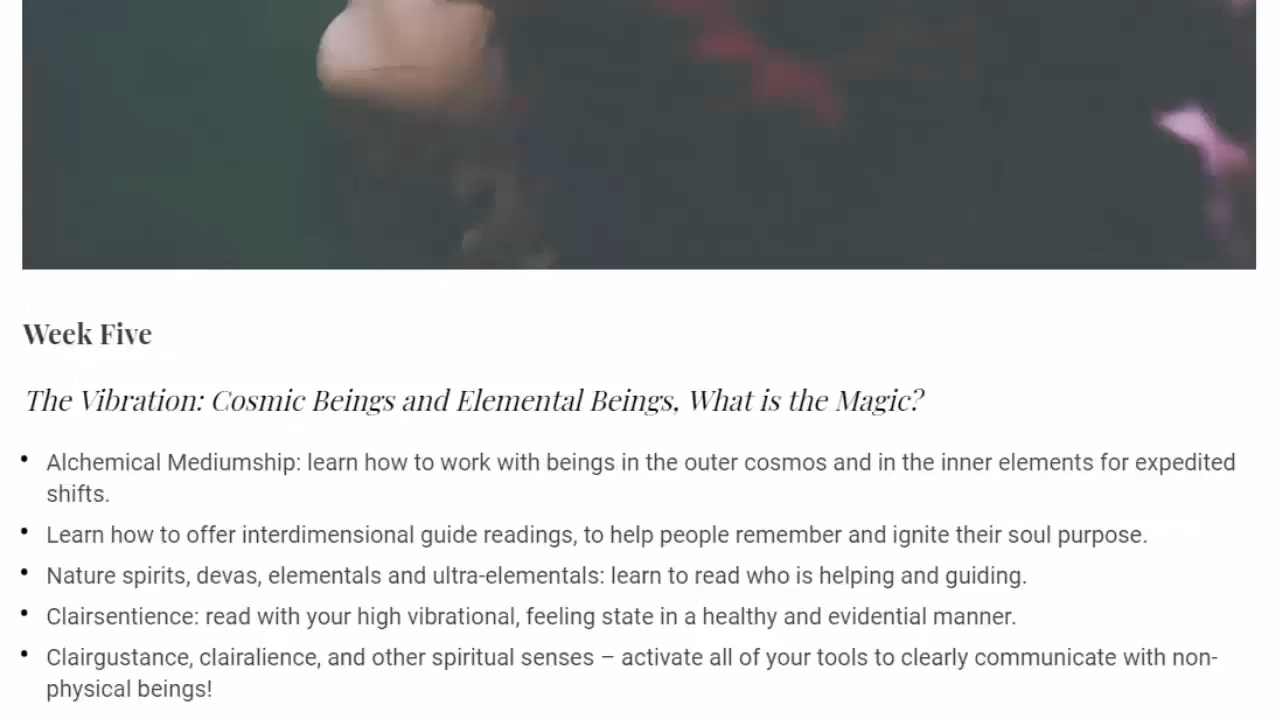 Week Five
The Vibration: Cosmic Beings and Elemental Beings, What is the Magic?
• Alchemical Mediumship: learn how to work with beings in the outer cosmos and in the inner elements for expedited
shifts.
• Learn how to offer interdimensional guide readings, to help people remember and ignite their soul purpose.
• Nature spirits, devas, elementals and ultra-elementals: learn to read who is helping and guiding.
• Clairsentience: read with your high vibrational, feeling state in a healthy and evidential manner.
• Clairgustance, clairalience, and other spiritual senses – activate all of your tools to clearly communicate with non-
physical beings!